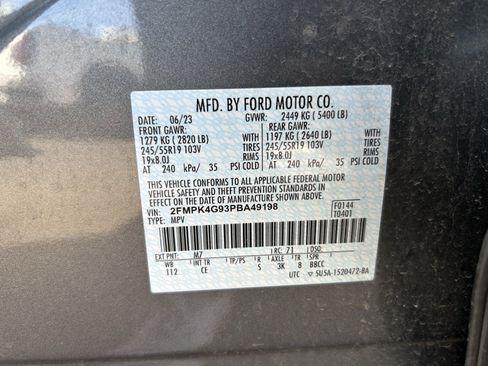 MFD. BY FORD MOTOR CO.
DATE: 06/23 GVWR: 2449 KG (5400 LB)
FRONT GAWR: REAR GAWR:
1279 KG (2820 LB) 1197 KG (2640 LB)
245/55R19 103V TIRES 245/55R19 103V TIRES
19x8.0J RIMS 19x8.0J RIMS
AT 240 kPa/ 35 PSI COLD AT 240 kPa/ 35 PSI COLD
THIS VEHICLE CONFORMS TO ALL APPLICABLE FEDERAL MOTOR
VEHICLE SAFETY AND THEFT PREVENTION STANDARDS IN
EFFECT ON THE DATE OF MANUFACTURE SHOWN ABOVE.
VIN: 2FMPK4G93PBA49198 F0144
TYPE: MPV T0401
EXT PNT: M7 RC: 71 DSO:
WB INT TR TP/PS R AXLE TR SPR
112 CE S 3K 8 BBCC
UTC ▽ 5U5A-1520472-BA